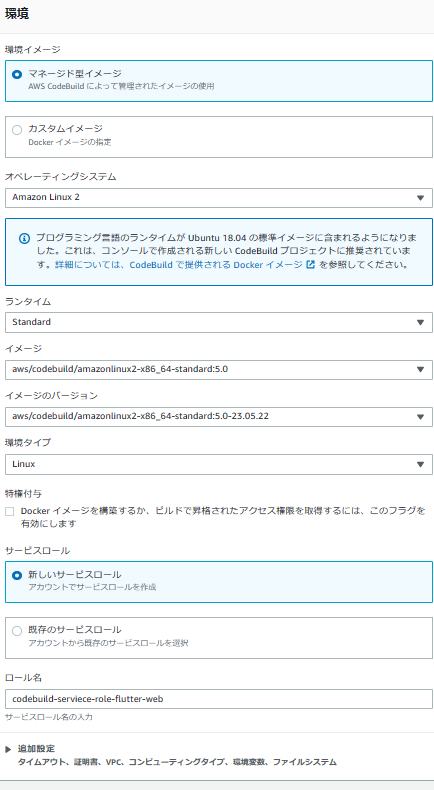 環境
環境イメージ
マネージド型イメージ
AWS CodeBuild によって管理されたイメージの使用
カスタムイメージ
Docker イメージの指定
オペレーティングシステム
Amazon Linux 2
プログラミング言語のランタイムが Ubuntu 18.04 の標準イメージに含まれるようになりまし
た。これは、コンソールで作成される新しい CodeBuild プロジェクトに推奨されていま
す。詳細については、CodeBuild で提供される Docker イメージ を参照してください。
ランタイム
Standard
イメージ
aws/codebuild/amazonlinux2-x86_64-standard:5.0
イメージのバージョン
aws/codebuild/amazonlinux2-x86_64-standard:5.0-23.05.22
環境タイプ
Linux
特権付与
Docker イメージを構築するか、ビルドで昇格されたアクセス権限を取得するには、このフラグを
有効にします
サービスロール
新しいサービスロール
アカウントでサービスロールを作成
既存のサービスロール
アカウントから既存のサービスロールを選択
ロール名
codebuild-serviece-role-flutter-web
サービスロール名の入力
追加設定
タイムアウト、証明書、VPC、コンピューティングタイプ、環境変数、ファイルシステム